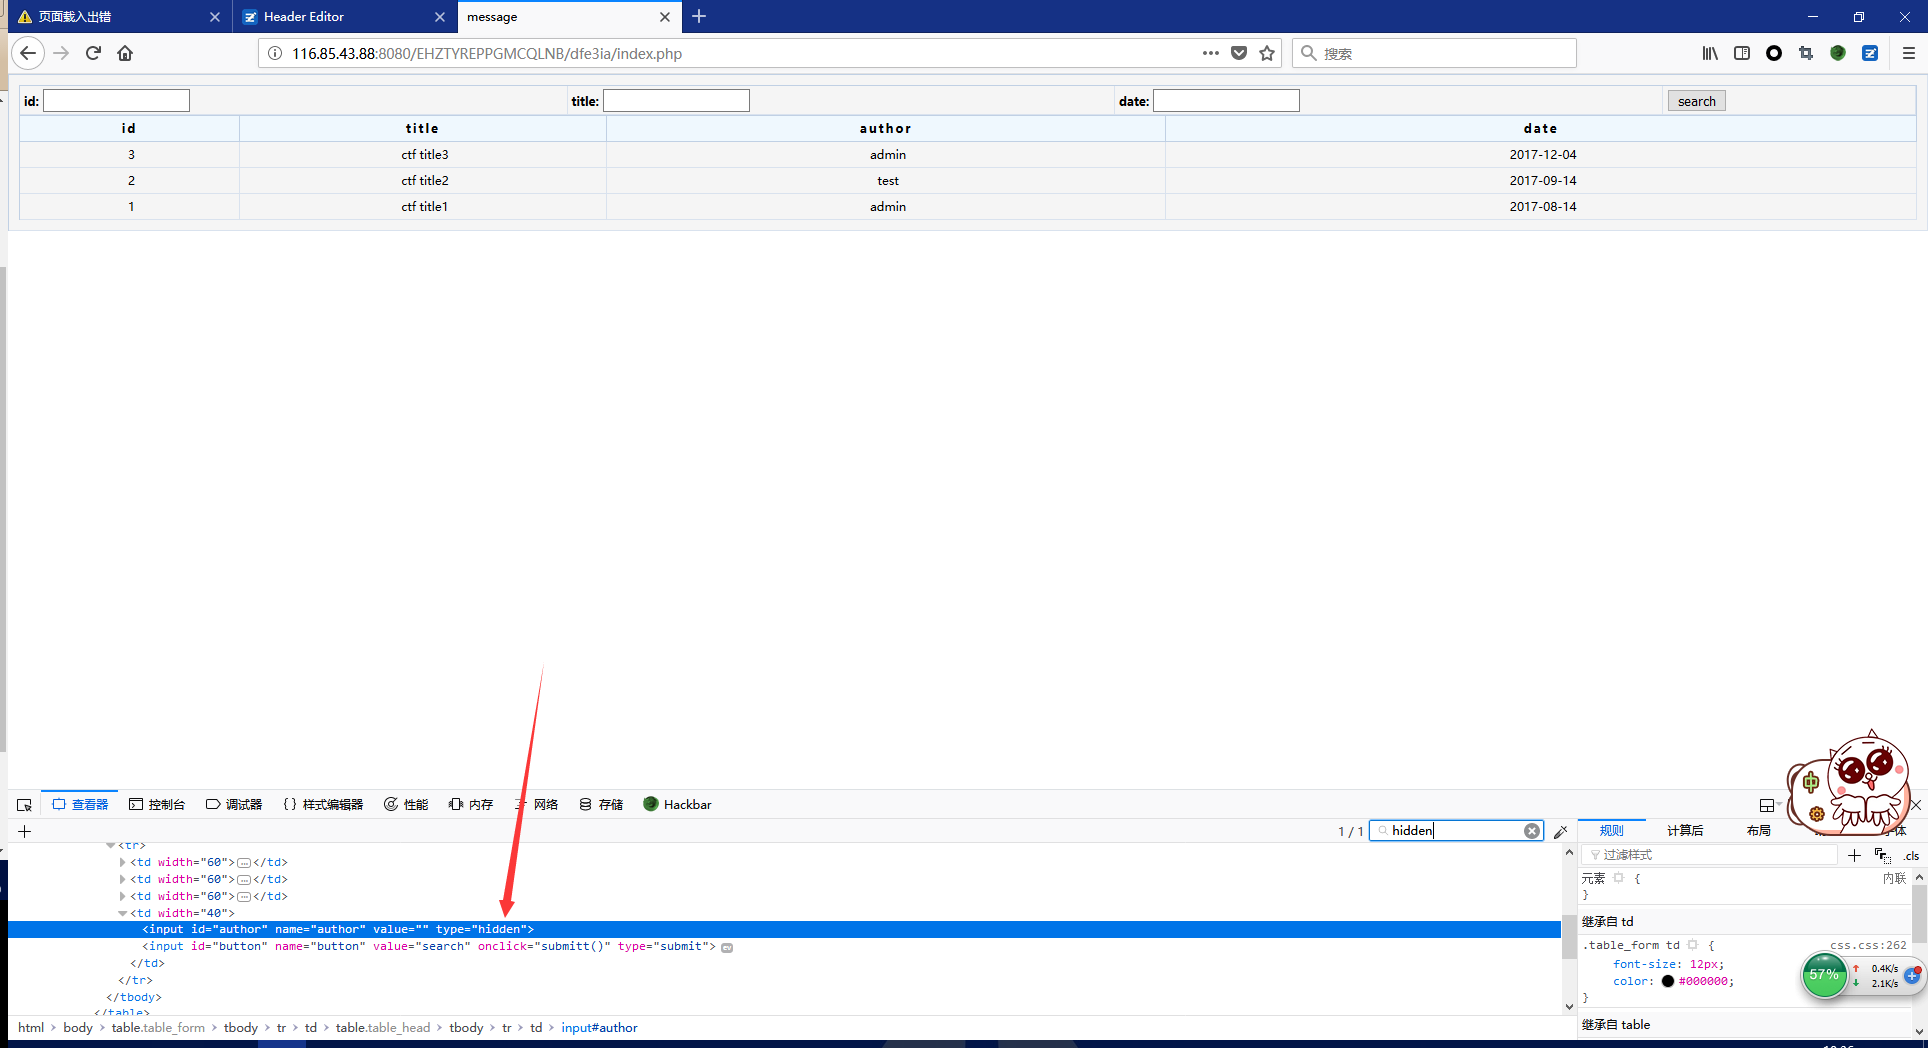 页面载入出错
Header Editor
message
116.85.43.88:8080/EHZTYREPPGMCQLNB/dfe3ia/index.php
搜索
id:
title:
date:
search
id title author date
3 ctf title3 admin 2017-12-04
2 ctf title2 test 2017-09-14
1 ctf title1 admin 2017-08-14
中
查看器 控制台 调试器 {} 样式编辑器 性能 内存 网络 存储 Hackbar
+ 1 / 1 hidden
规则 计算后 布局 体
<tr>
<td width="60">…</td>
<td width="60">…</td>
<td width="60">…</td>
<td width="40">
<input id="author" name="author" value="" type="hidden">
<input id="button" name="button" value="search" onclick="submitt()" type="submit"> ev
</td>
</tr>
</tbody>
</table>
html > body > table.table_form > tbody > tr > td > table.table_head > tbody > tr > td > input#author
过滤样式 + .cls
元素 { 内联
}
继承自 td
.table_form td { css.css:262
font-size: 12px;
color: #000000;
}
继承自 table
57%
0.4K/s
2.1K/s